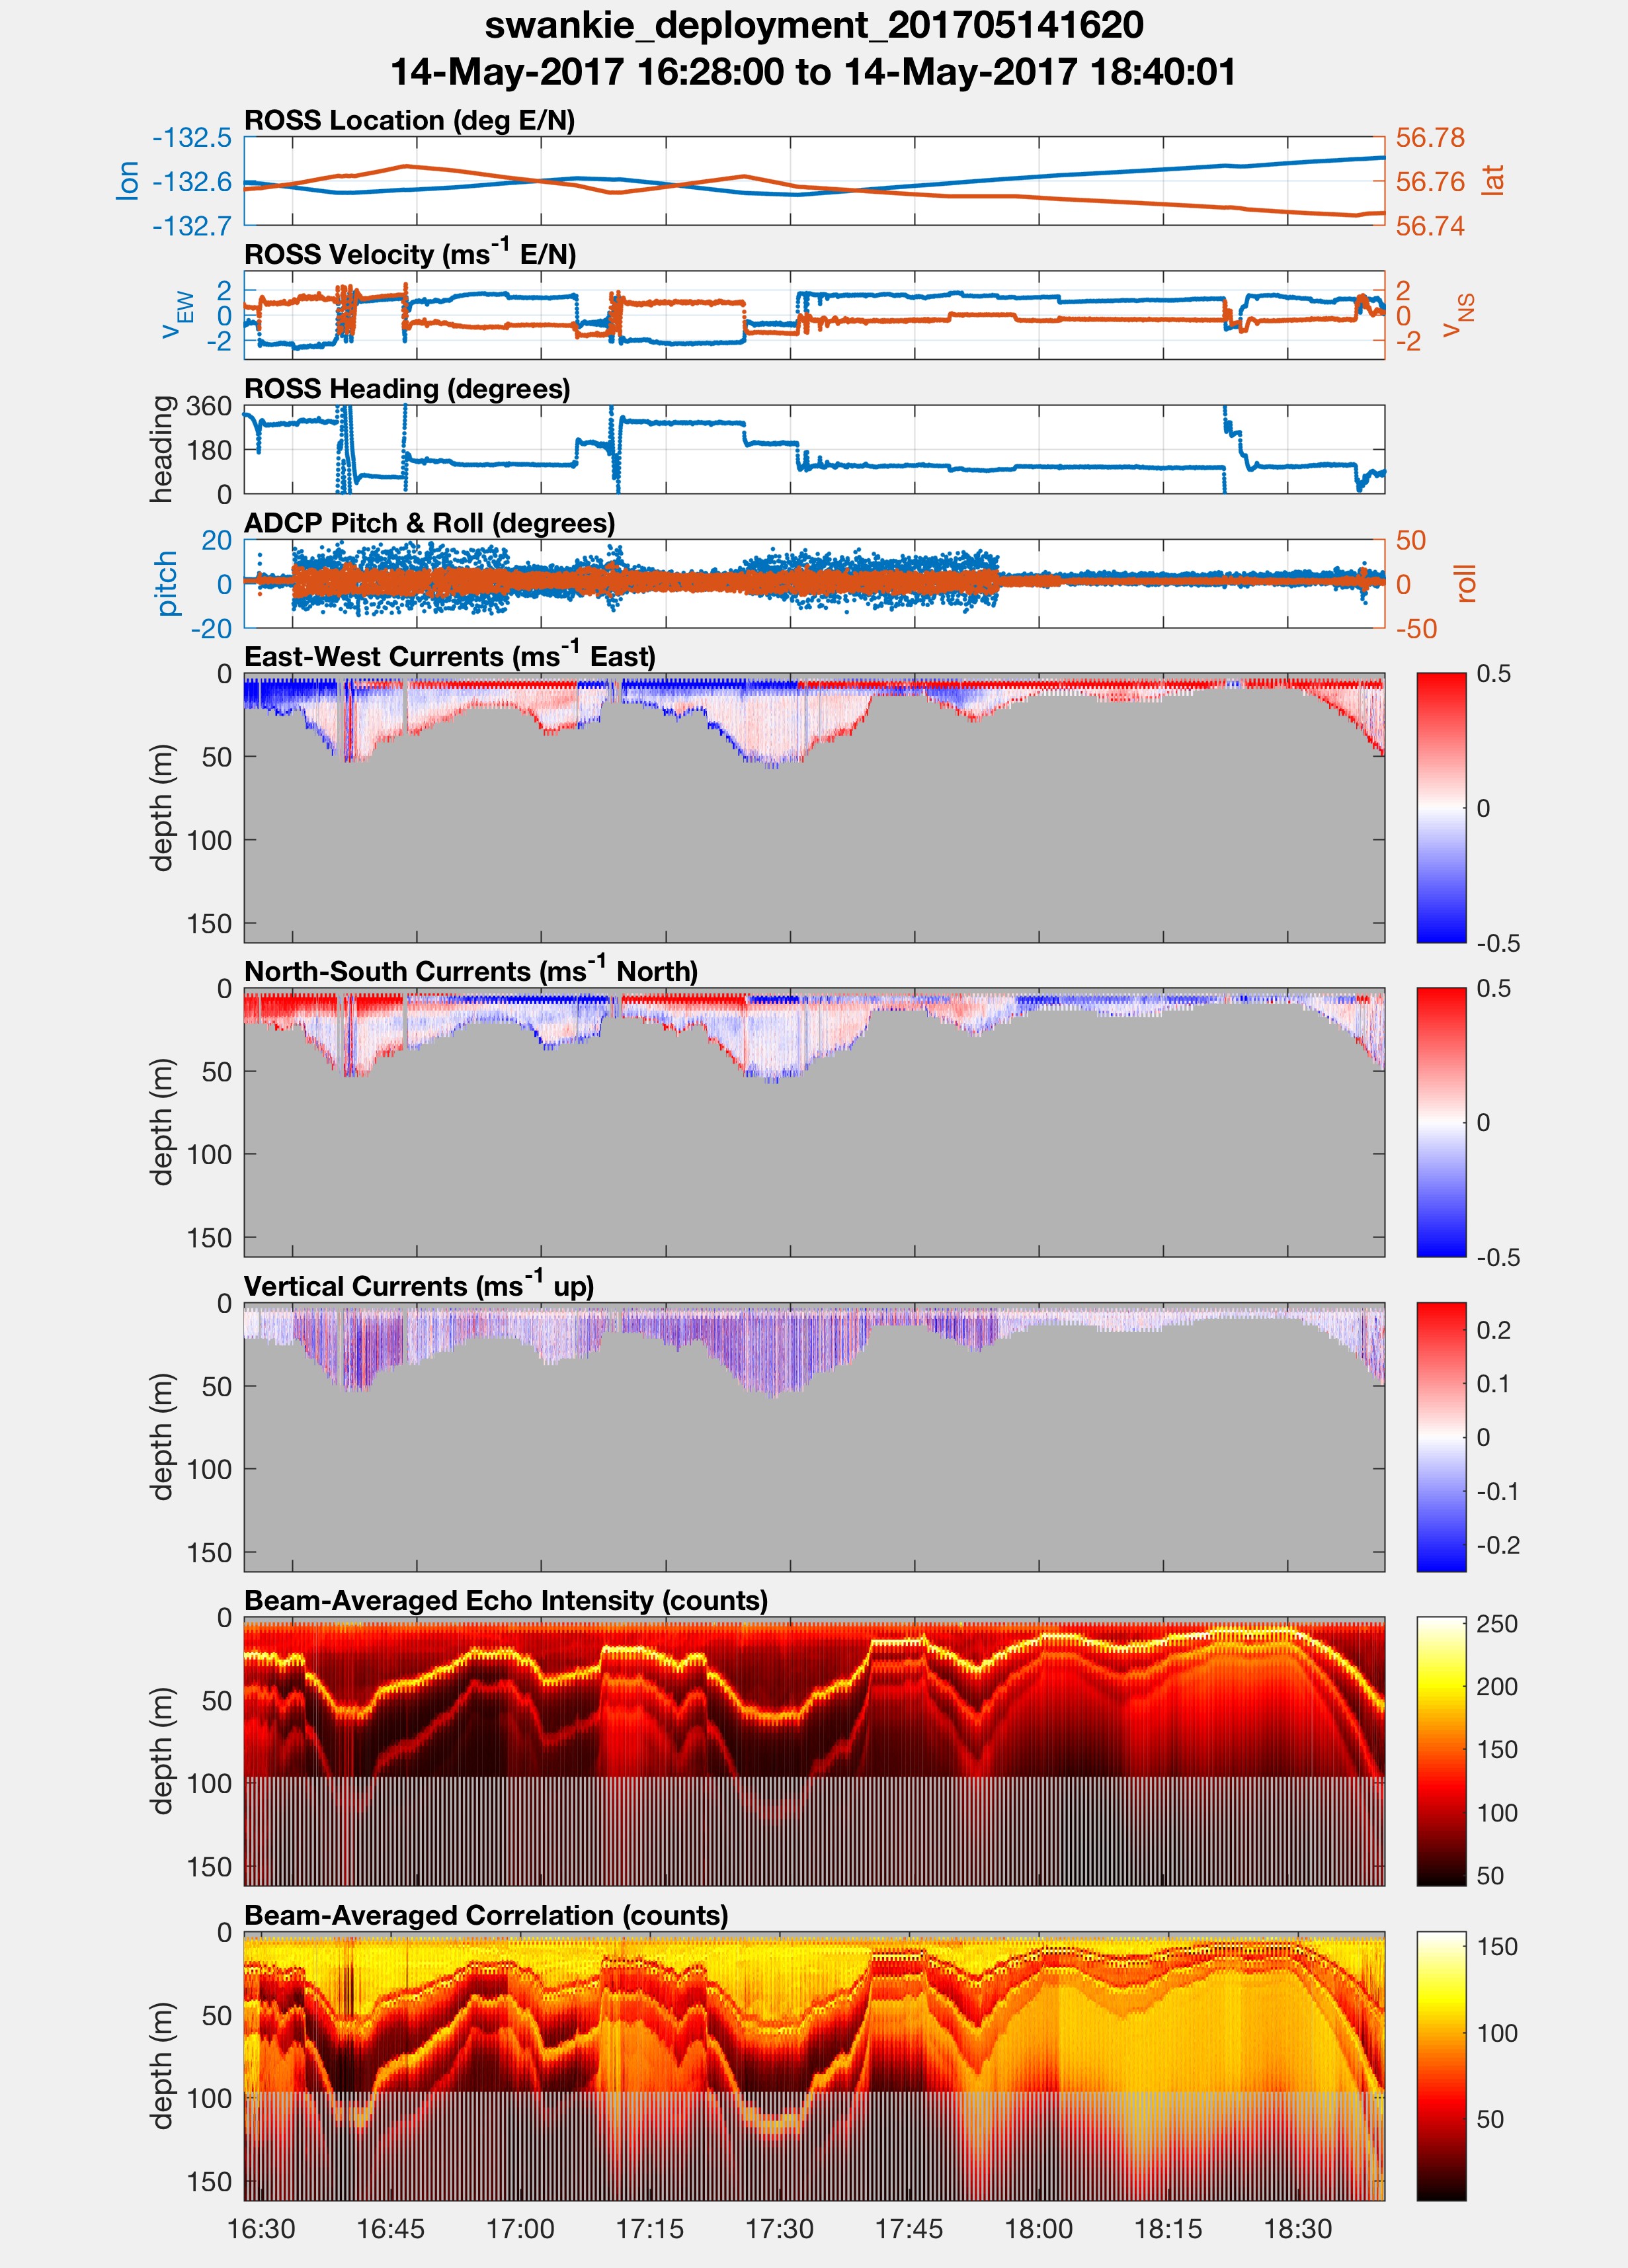 swankie_deployment_201705141620
14-May-2017 16:28:00 to 14-May-2017 18:40:01
ROSS Location (deg E/N)
-132.5
-132.6
-132.7
lon
56.78
56.76
56.74
lat
ROSS Velocity (ms-1 E/N)
2
0
-2
vEW
2
0
-2
vNS
ROSS Heading (degrees)
360
180
0
heading
ADCP Pitch & Roll (degrees)
20
0
-20
pitch
50
0
-50
roll
East-West Currents (ms-1 East)
0
50
100
150
depth (m)
0.5
0
-0.5
North-South Currents (ms-1 North)
0
50
100
150
depth (m)
0.5
0
-0.5
Vertical Currents (ms-1 up)
0
50
100
150
depth (m)
0.2
0.1
0
-0.1
-0.2
Beam-Averaged Echo Intensity (counts)
0
50
100
150
depth (m)
250
200
150
100
50
Beam-Averaged Correlation (counts)
0
50
100
150
depth (m)
150
100
50
16:30 16:45 17:00 17:15 17:30 17:45 18:00 18:15 18:30